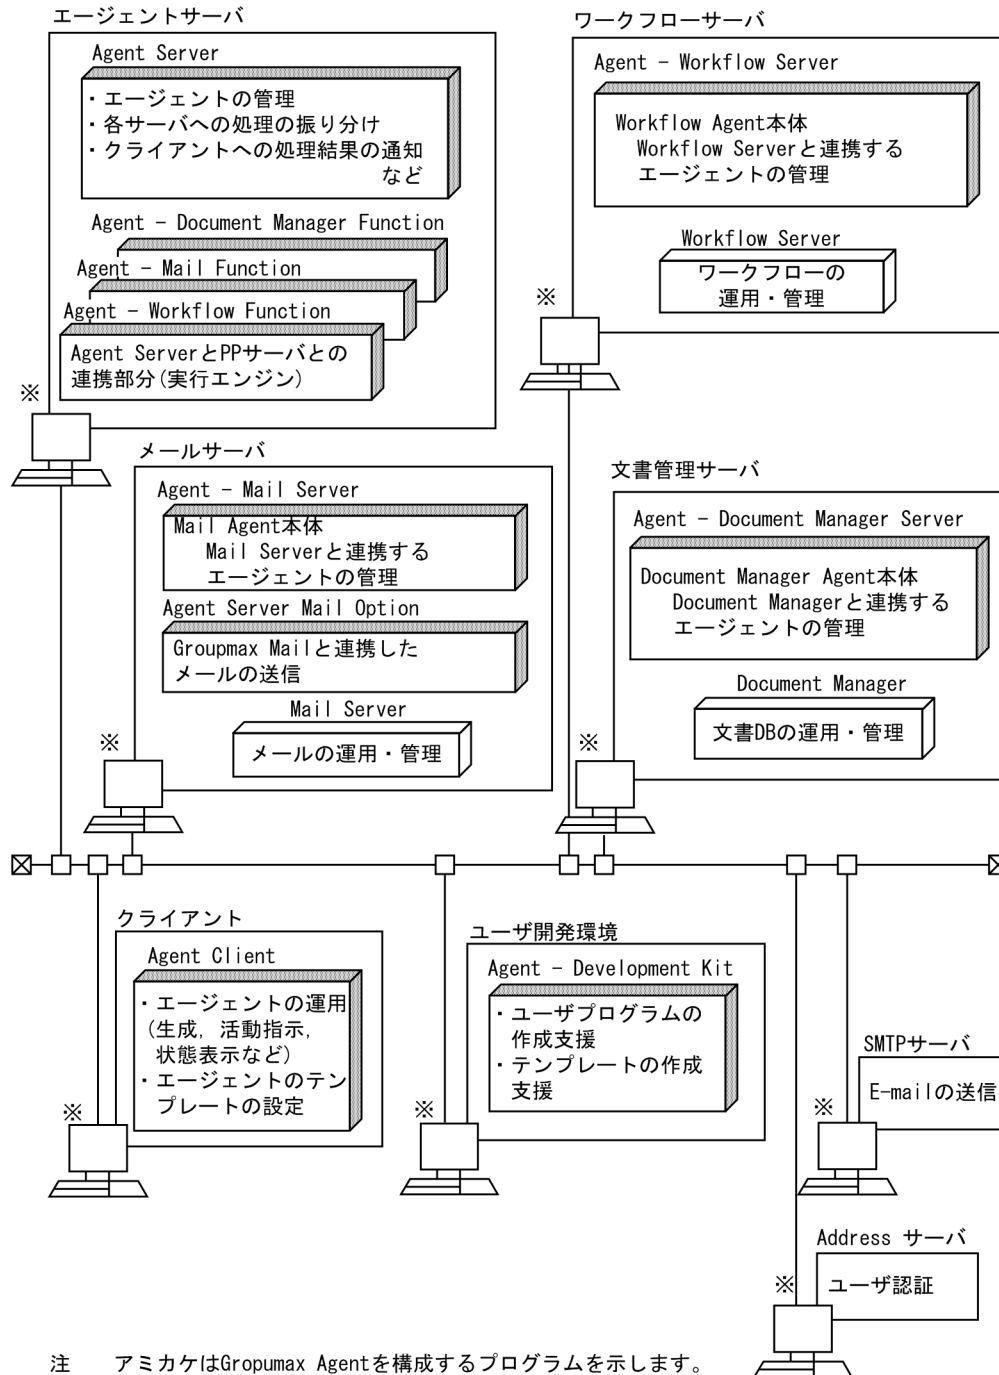 エージェントサーバ
Agent Server
・エージェントの管理
・各サーバへの処理の振り分け
・クライアントへの処理結果の通知
など
Agent − Document Manager Function
Agent − Mail Function
Agent − Workflow Function
Agent ServerとPPサーバとの
連携部分(実行エンジン)
※
ワークフローサーバ
Agent − Workflow Server
Workflow Agent本体
Workflow Serverと連携する
エージェントの管理
Workflow Server
ワークフローの
運用・管理
※
メールサーバ
Agent − Mail Server
Mail Agent本体
Mail Serverと連携する
エージェントの管理
Agent Server Mail Option
Groupmax Mailと連携した
メールの送信
Mail Server
メールの運用・管理
※
文書管理サーバ
Agent − Document Manager Server
Document Manager Agent本体
Document Managerと連携する
エージェントの管理
Document Manager
文書DBの運用・管理
※
クライアント
Agent Client
・エージェントの運用
(生成，活動指示，
状態表示など)
・エージェントのテン
プレートの設定
※
ユーザ開発環境
Agent − Development Kit
・ユーザプログラムの
作成支援
・テンプレートの作成
支援
※
SMTPサーバ
E-mailの送信
※
Address サーバ
ユーザ認証
※
注 アミカケはGropumax Agentを構成するプログラムを示します。